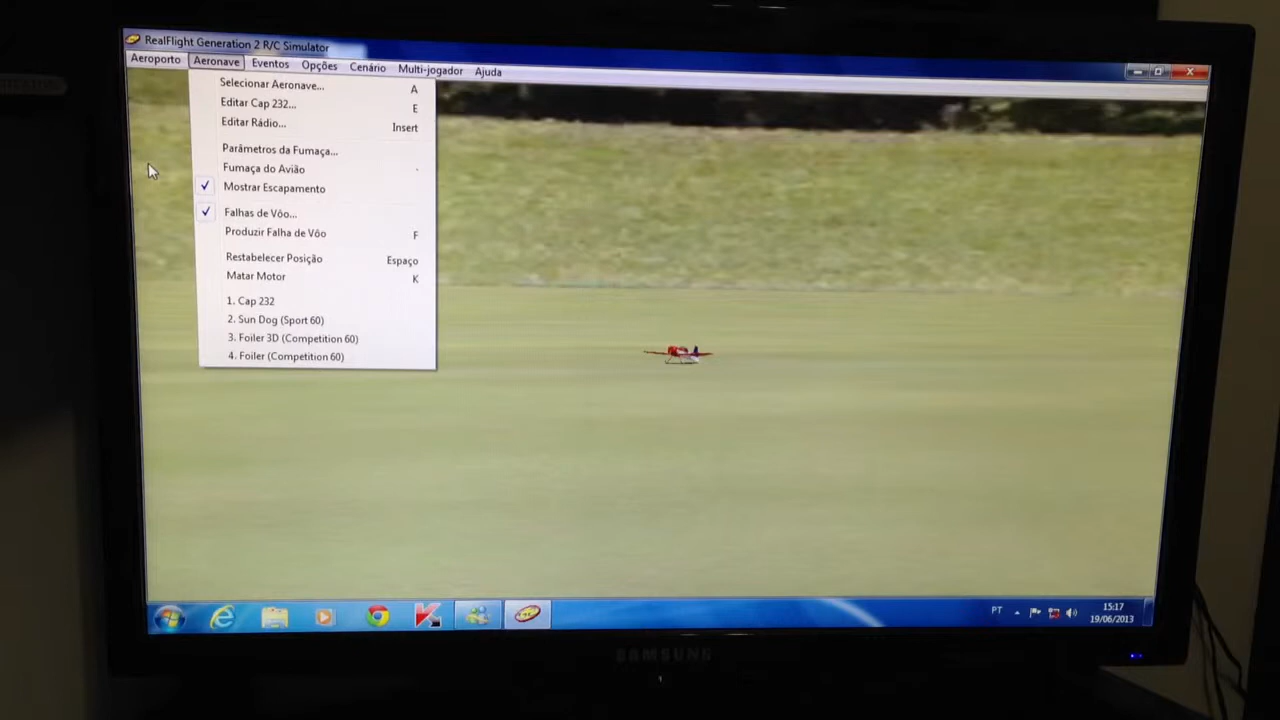 RealFlight Generation 2 R/C Simulator
Aeroporto Aeronave Eventos Opções Cenário Multi-jogador Ajuda
Selecionar Aeronave... A
Editar Cap 232... E
Editar Rádio... Insert
Parâmetros da Fumaça...
Fumaça do Avião .
Mostrar Escapamento
Falhas de Vôo...
Produzir Falha de Vôo F
Restabelecer Posição Espaço
Matar Motor K
1. Cap 232
2. Sun Dog (Sport 60)
3. Foiler 3D (Competition 60)
4. Foiler (Competition 60)
PT
15:17
19/06/2013
SAMSUNG